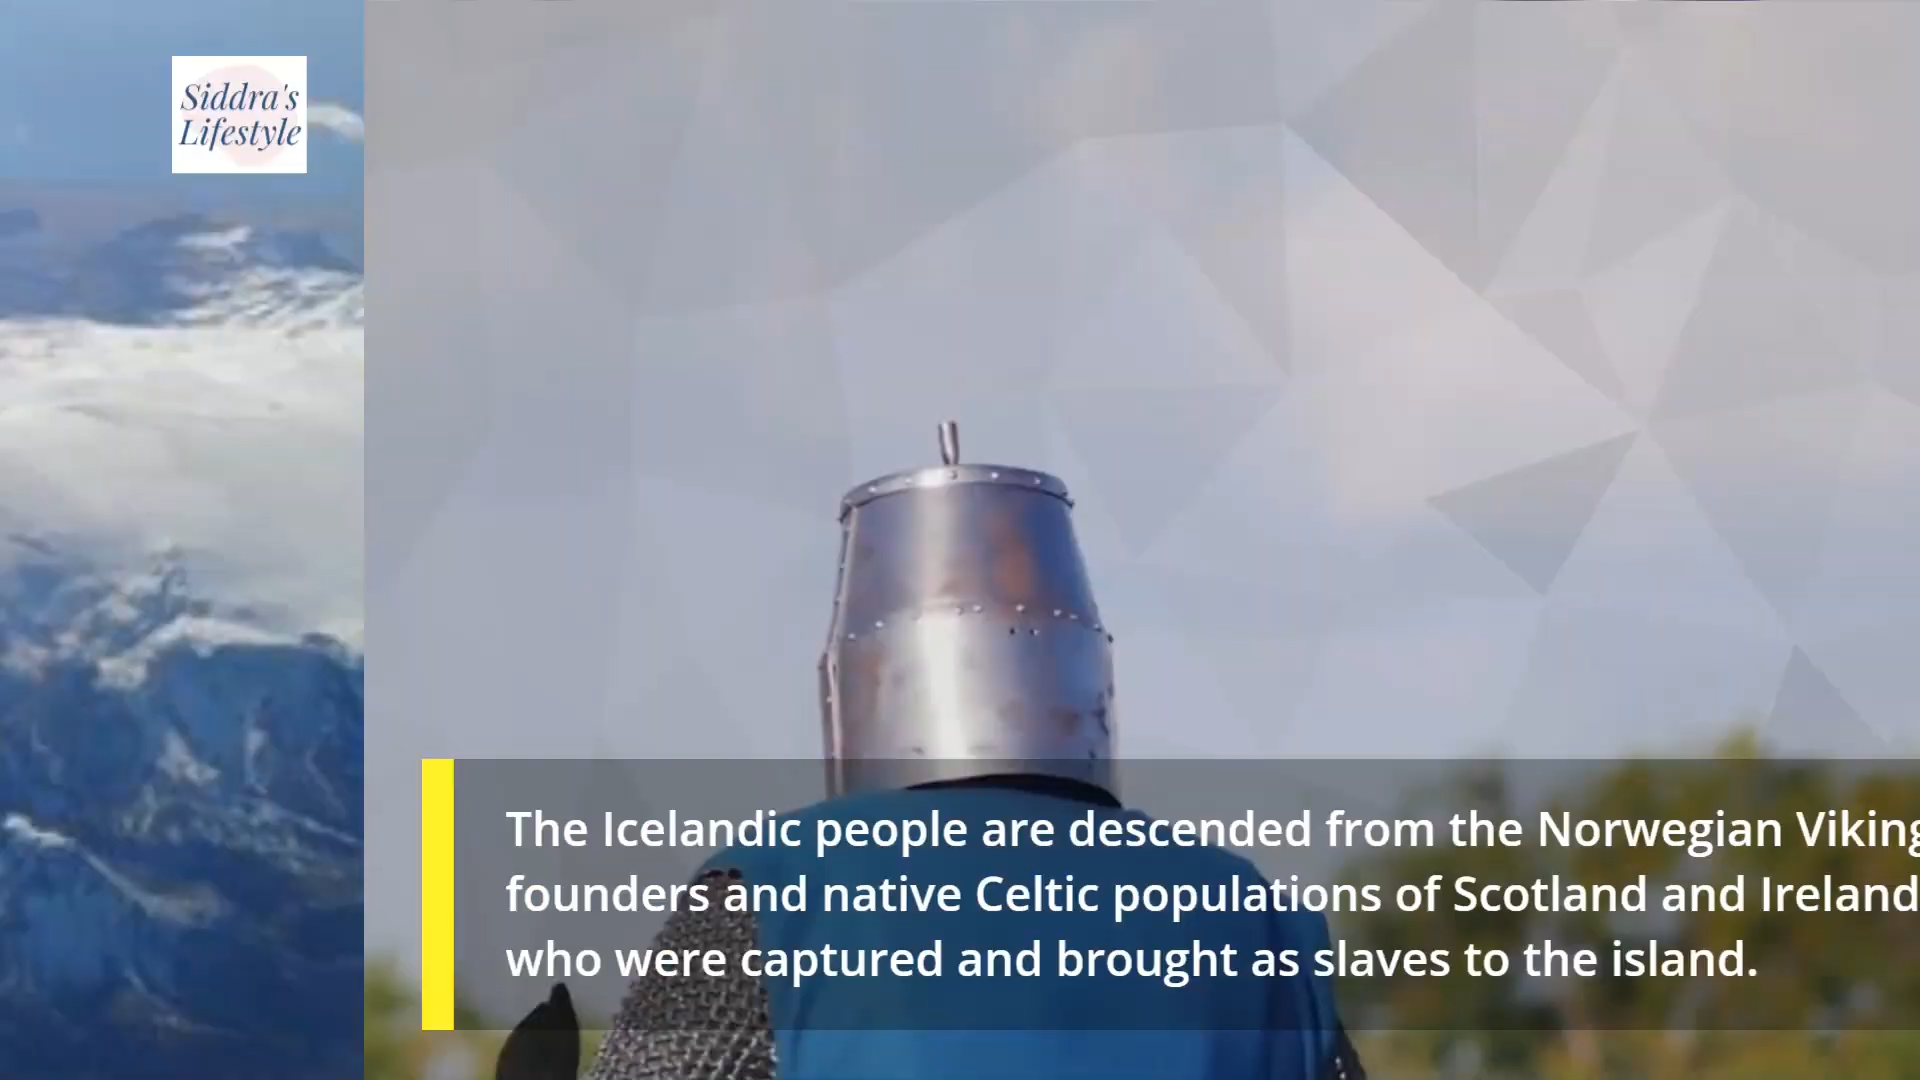 Siddra's
Lifestyle
The Icelandic people are descended from the Norwegian Viking
founders and native Celtic populations of Scotland and Ireland
who were captured and brought as slaves to the island.